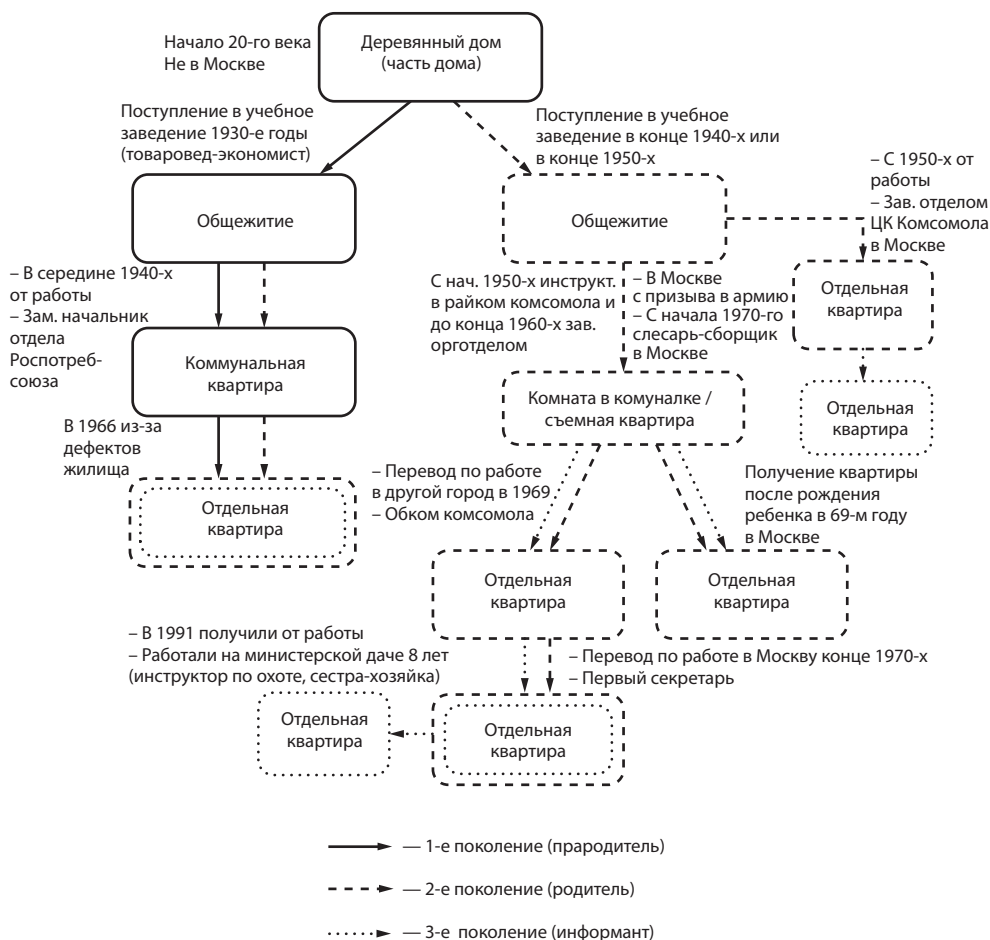 Начало 20-го века
Не в Москве
Деревянный дом
(часть дома)
Поступление в учебное
заведение 1930-е годы
(товаровед-экономист)
Поступление в учебное
заведение в конце 1940-х или
в конце 1950-х
– С 1950-х от
работы
– Зав. отделом
ЦК Комсомола
в Москве
Общежитие
Общежитие
– В середине 1940-х
от работы
– Зам. начальник
отдела
Роспотреб-
союза
С нач. 1950-х инструкт.
в райком комсомола и
до конца 1960-х зав.
орготделом
– В Москве
с призыва в армию
– С начала 1970-го
слесарь-сборщик
в Москве
Отдельная
квартира
Коммунальная
квартира
Комната в комуналке /
съемная квартира
Отдельная
квартира
В 1966 из-за
дефектов
жилища
– Перевод по работе
в другой город в 1969
– Обком комсомола
Получение квартиры
после рождения
ребенка в 69-м году
в Москве
Отдельная
квартира
Отдельная
квартира
Отдельная
квартира
– В 1991 получили от работы
– Работали на министерской даче 8 лет
(инструктор по охоте, сестра-хозяйка)
– Перевод по работе в Москву конце 1970-х
– Первый секретарь
Отдельная
квартира
Отдельная
квартира
— 1-е поколение (прародитель)
— 2-е поколение (родитель)
— 3-е поколение (информант)